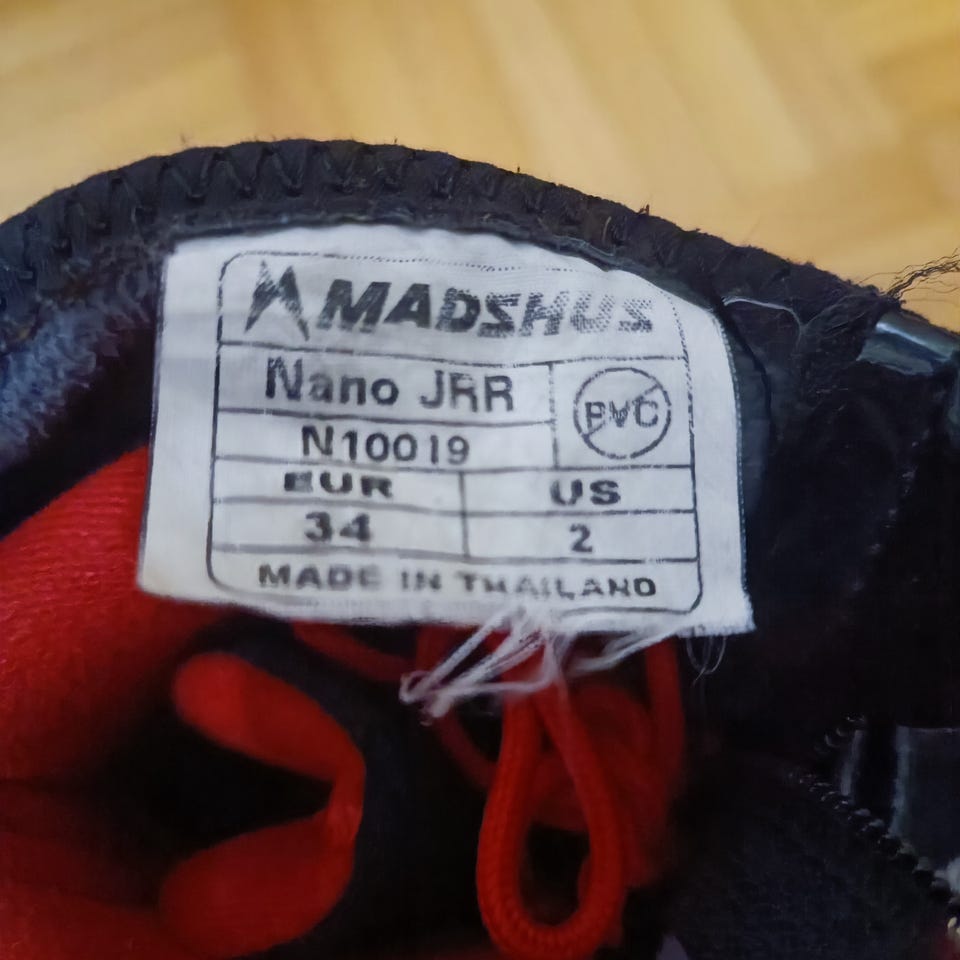 MADSHUS
Nano JRR
PVC
N10019
EUR US
34 2
MADE IN THAILAND